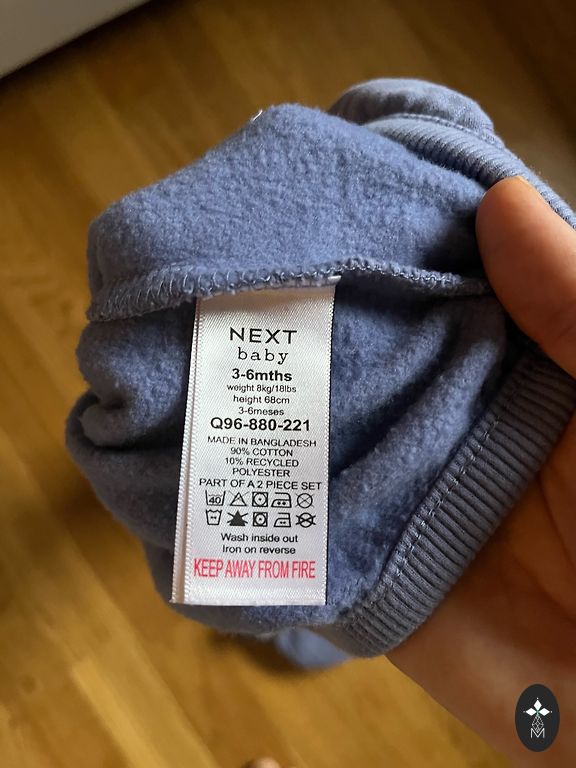 NEXT
baby
3-6mths
weight 8kg/18lbs
height 68cm
3-6meses
Q96-880-221
MADE IN BANGLADESH
90% COTTON
10% RECYCLED
POLYESTER
PART OF A 2 PIECE SET
40
Wash inside out
Iron on reverse
KEEP AWAY FROM FIRE
M